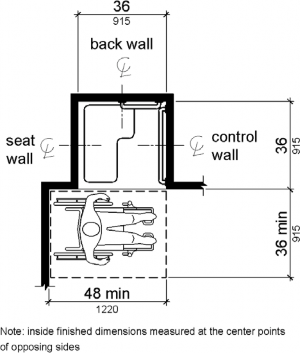 36
915
back wall
℄
seat
wall
℄
℄
control
wall
36
915
36 min
915
48 min
1220
Note: inside finished dimensions measured at the center points
of opposing sides